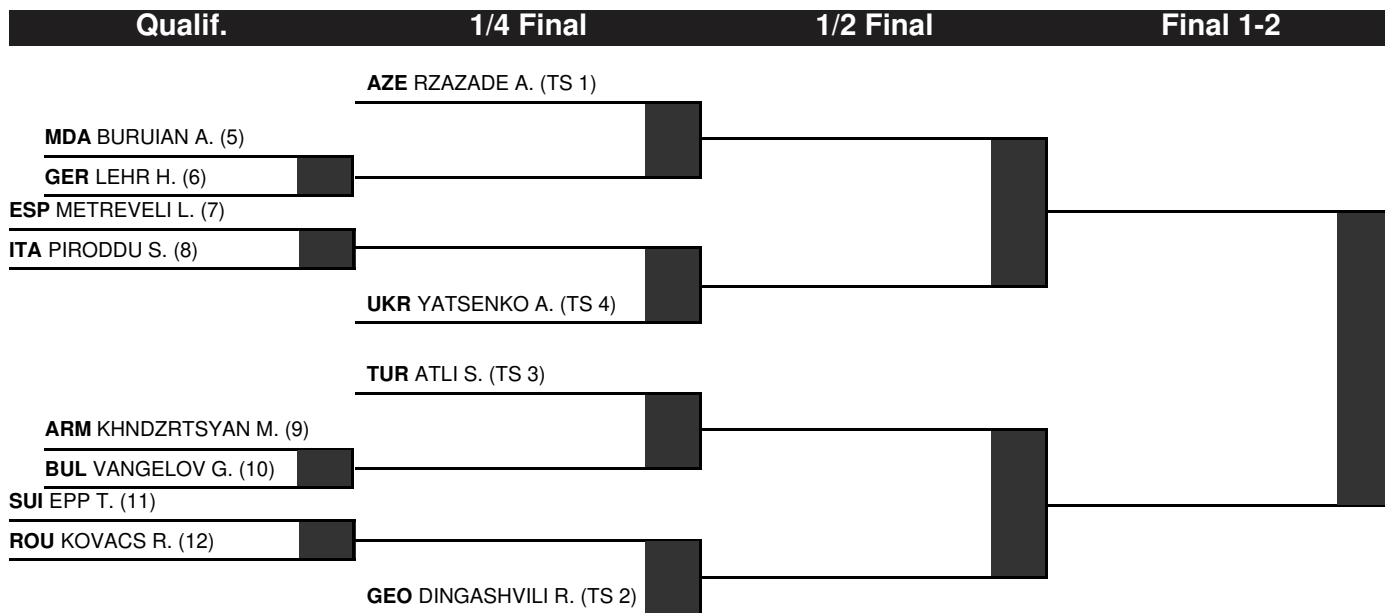 Qualif. 1/4 Final 1/2 Final Final 1-2
AZE RZAZADE A. (TS 1)
MDA BURUIAN A. (5)
GER LEHR H. (6)
ESP METREVELI L. (7)
ITA PIRODDU S. (8)
UKR YATSENKO A. (TS 4)
TUR ATLI S. (TS 3)
ARM KHNDZRTSYAN M. (9)
BUL VANGELOV G. (10)
SUI EPP T. (11)
ROU KOVACS R. (12)
GEO DINGASHVILI R. (TS 2)